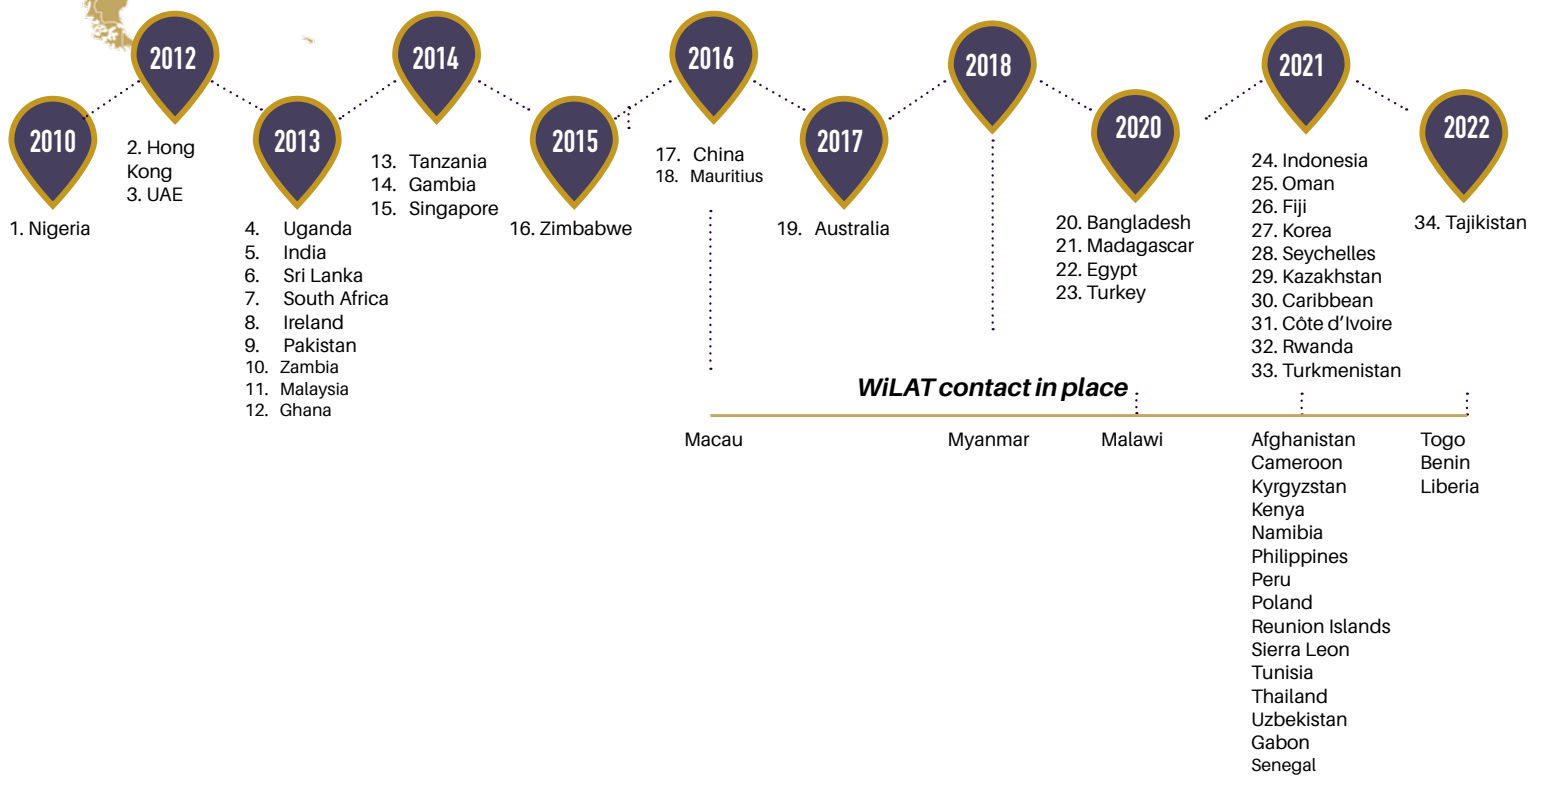 2010
1. Nigeria
2012
2. Hong
Kong
3. UAE
2013
4. Uganda
5. India
6. Sri Lanka
7. South Africa
8. Ireland
9. Pakistan
10. Zambia
11. Malaysia
12. Ghana
2014
13. Tanzania
14. Gambia
15. Singapore
2015
16. Zimbabwe
2016
17. China
18. Mauritius
2017
19. Australia
2018
2020
20. Bangladesh
21. Madagascar
22. Egypt
23. Turkey
2021
24. Indonesia
25. Oman
26. Fiji
27. Korea
28. Seychelles
29. Kazakhstan
30. Caribbean
31. Côte d’Ivoire
32. Rwanda
33. Turkmenistan
2022
34. Tajikistan
WiLAT contact in place
Macau
Myanmar
Malawi
Afghanistan
Cameroon
Kyrgyzstan
Kenya
Namibia
Philippines
Peru
Poland
Reunion Islands
Sierra Leon
Tunisia
Thailand
Uzbekistan
Gabon
Senegal
Togo
Benin
Liberia